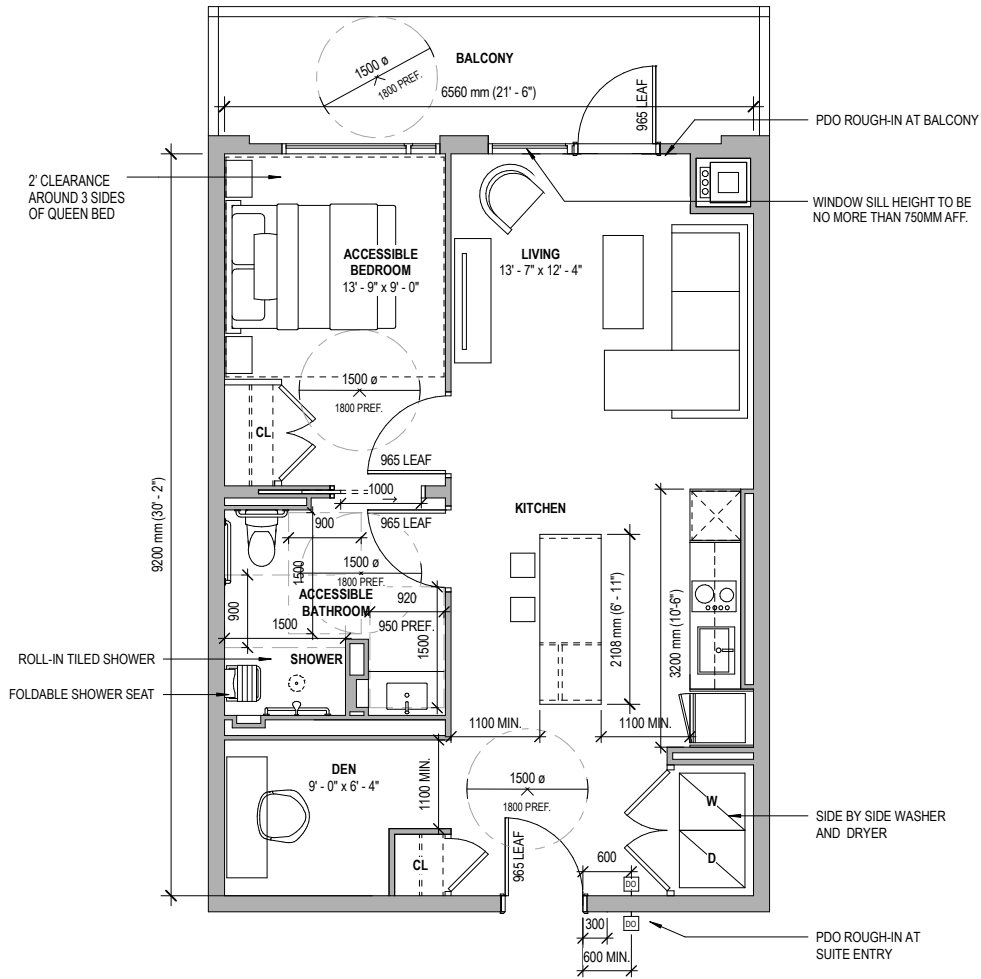 1500 ø
1800 PREF.
BALCONY
6560 mm (21' - 6")
965 LEAF
PDO ROUGH-IN AT BALCONY
2' CLEARANCE
AROUND 3 SIDES
OF QUEEN BED
WINDOW SILL HEIGHT TO BE
NO MORE THAN 750MM AFF.
ACCESSIBLE
BEDROOM
13' - 9" x 9' - 0"
LIVING
13' - 7" x 12' - 4"
1500 ø
1800 PREF.
CL
965 LEAF
1000
9200 mm (30' - 2")
KITCHEN
900
965 LEAF
1500 ø
1800 PREF.
1500
ACCESSIBLE
BATHROOM
920
950 PREF.
900
1500
1500
2108 mm (6' - 11")
3200 mm (10'-6")
ROLL-IN TILED SHOWER
SHOWER
FOLDABLE SHOWER SEAT
1100 MIN.
1100 MIN.
DEN
9' - 0" x 6' - 4"
1100 MIN.
1500 ø
1800 PREF.
W
D
SIDE BY SIDE WASHER
AND DRYER
CL
965 LEAF
600
DO
DO
300
600 MIN.
PDO ROUGH-IN AT
SUITE ENTRY